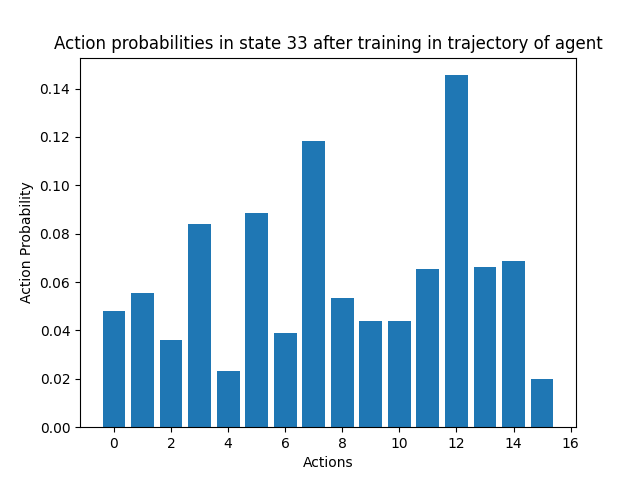 Action probabilities in state 33 after training in trajectory of agent
0.14
0.12
0.10
0.08
0.06
0.04
0.02
0.00
Action Probability
0 2 4 6 8 10 12 14 16
Actions